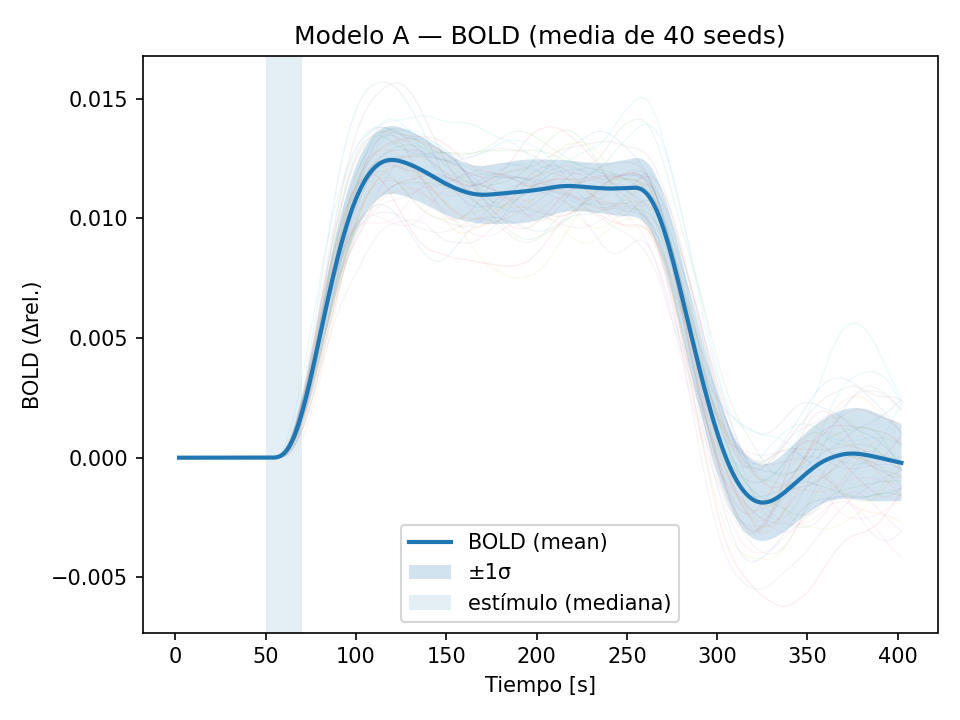 Modelo A — BOLD (media de 40 seeds)
BOLD (Δrel.)
0.015
0.010
0.005
0.000
−0.005
BOLD (mean)
±1σ
estímulo (mediana)
0 50 100 150 200 250 300 350 400
Tiempo [s]